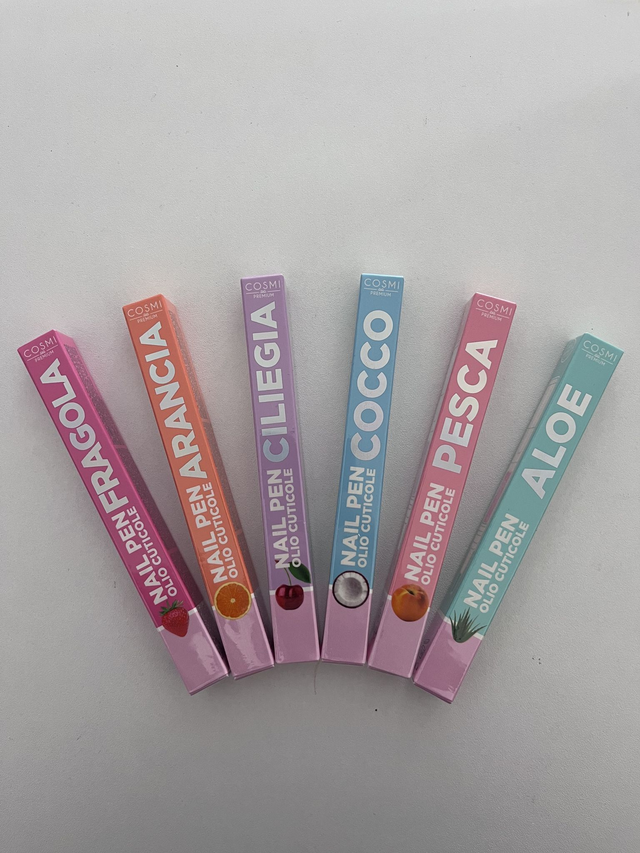 COSMI
PREMIUM
NAIL PEN FRAGOLA
OLIO CUTICOLE
COSMI
PREMIUM
NAIL PEN ARANCIA
OLIO CUTICOLE
COSMI
PREMIUM
NAIL PEN CILIEGIA
OLIO CUTICOLE
COSMI
PREMIUM
NAIL PEN COCCO
OLIO CUTICOLE
COSMI
PREMIUM
NAIL PEN PESCA
OLIO CUTICOLE
COSMI
PREMIUM
NAIL PEN ALOE
OLIO CUTICOLE